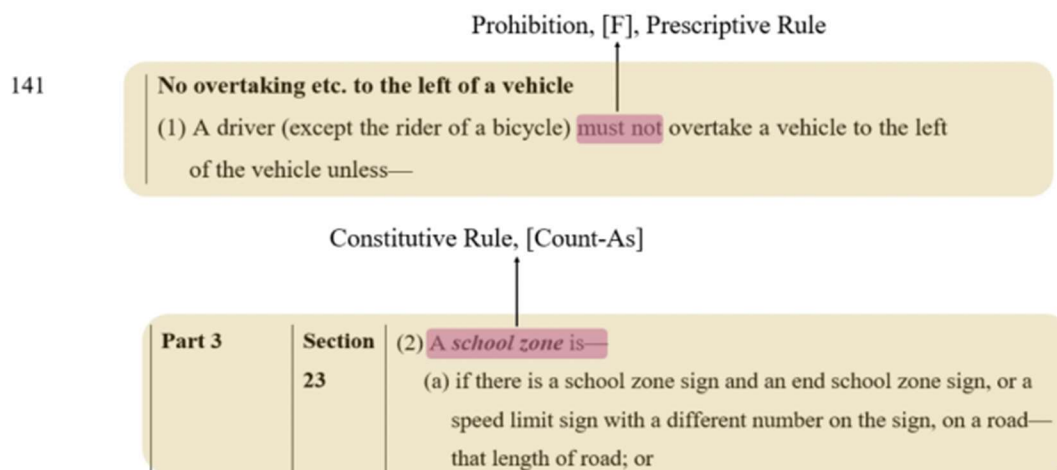 Prohibition, [F], Prescriptive Rule
141
No overtaking etc. to the left of a vehicle
(1) A driver (except the rider of a bicycle) must not overtake a vehicle to the left
of the vehicle unless—
Constitutive Rule, [Count-As]
Part 3 Section (2) A school zone is—
23 (a) if there is a school zone sign and an end school zone sign, or a
speed limit sign with a different number on the sign, on a road—
that length of road; or